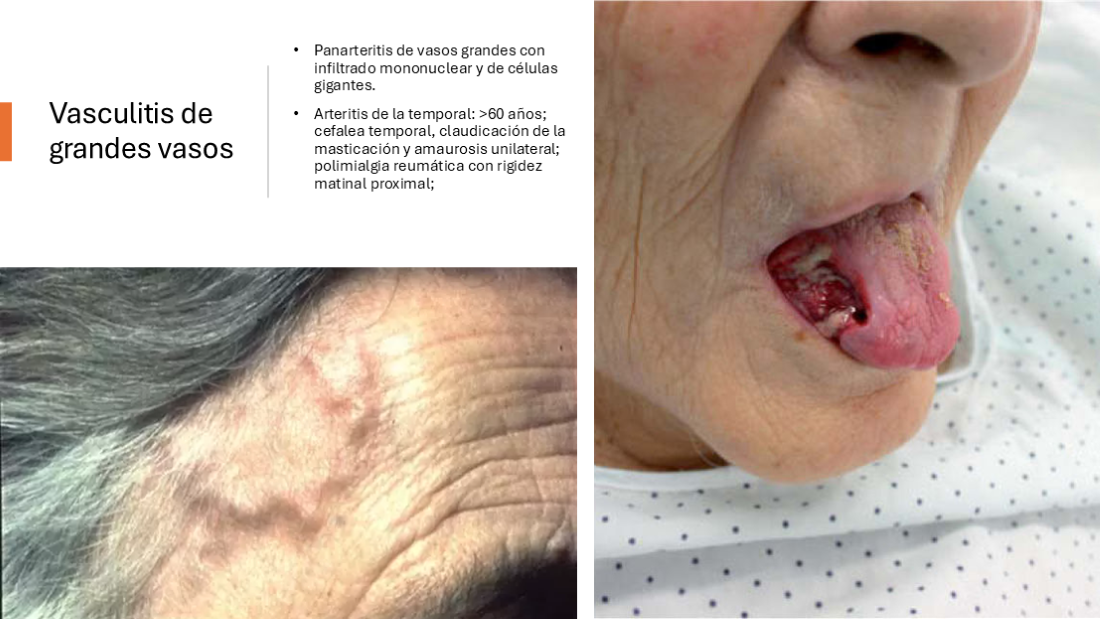 Vasculitis de
grandes vasos
• Panarteritis de vasos grandes con
infiltrado mononuclear y de células
gigantes.
• Arteritis de la temporal: >60 años;
cefalea temporal, claudicación de la
masticación y amaurosis unilateral;
polimialgia reumática con rigidez
matinal proximal;